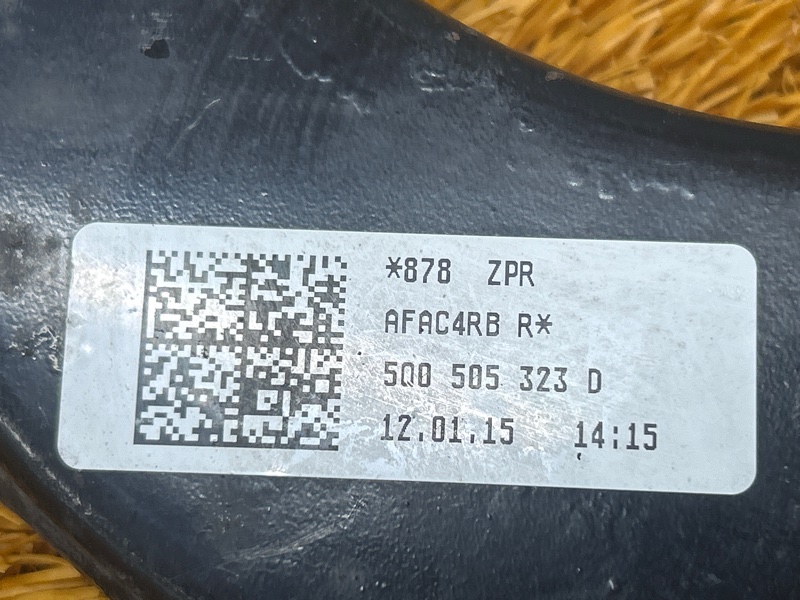 *878 ZPR
AFAC4RB R*
5Q0 505 323 D
12.01.15 14:15